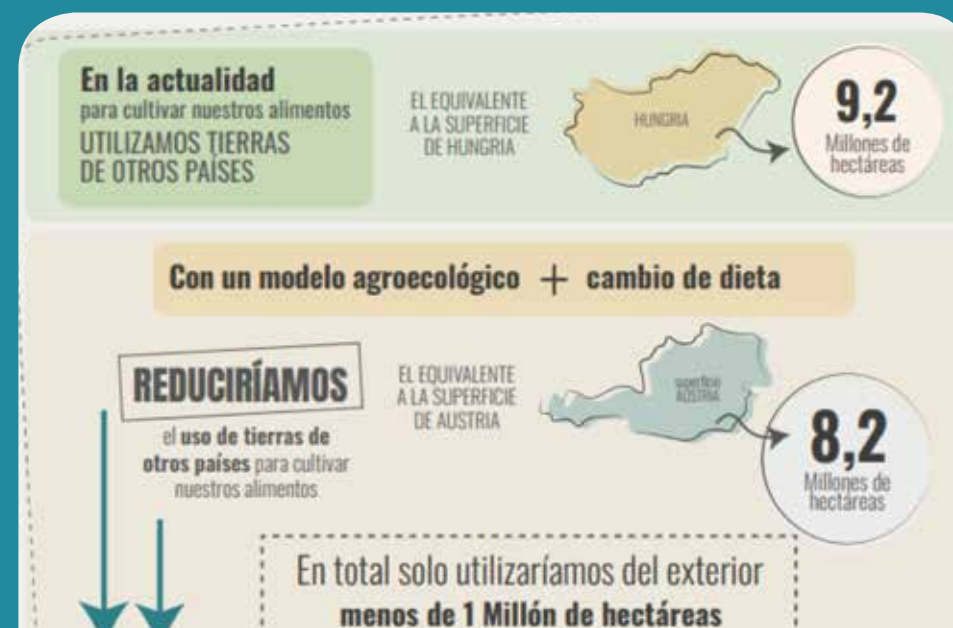 En la actualidad
para cultivar nuestros alimentos
UTILIZAMOS TIERRAS
DE OTROS PAÍSES
EL EQUIVALENTE
A LA SUPERFICIE
DE HUNGRIA
HUNGRIA
9,2
Millones de
hectáreas
Con un modelo agroecológico + cambio de dieta
REDUCIRÍAMOS
el uso de tierras de
otros países para cultivar
nuestros alimentos
EL EQUIVALENTE
A LA SUPERFICIE
DE AUSTRIA
superficie
AUSTRIA
8,2
Millones de
hectáreas
En total solo utilizaríamos del exterior
menos de 1 Millón de hectáreas